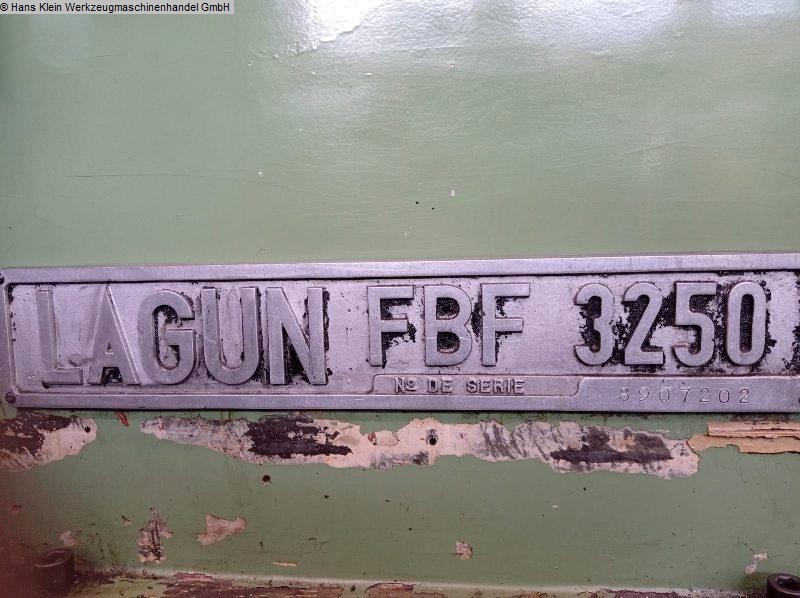 © Hans Klein Werkzeugmaschinenhandel GmbH
LAGUN FBF 3250
Nº DE SERIE 8907202